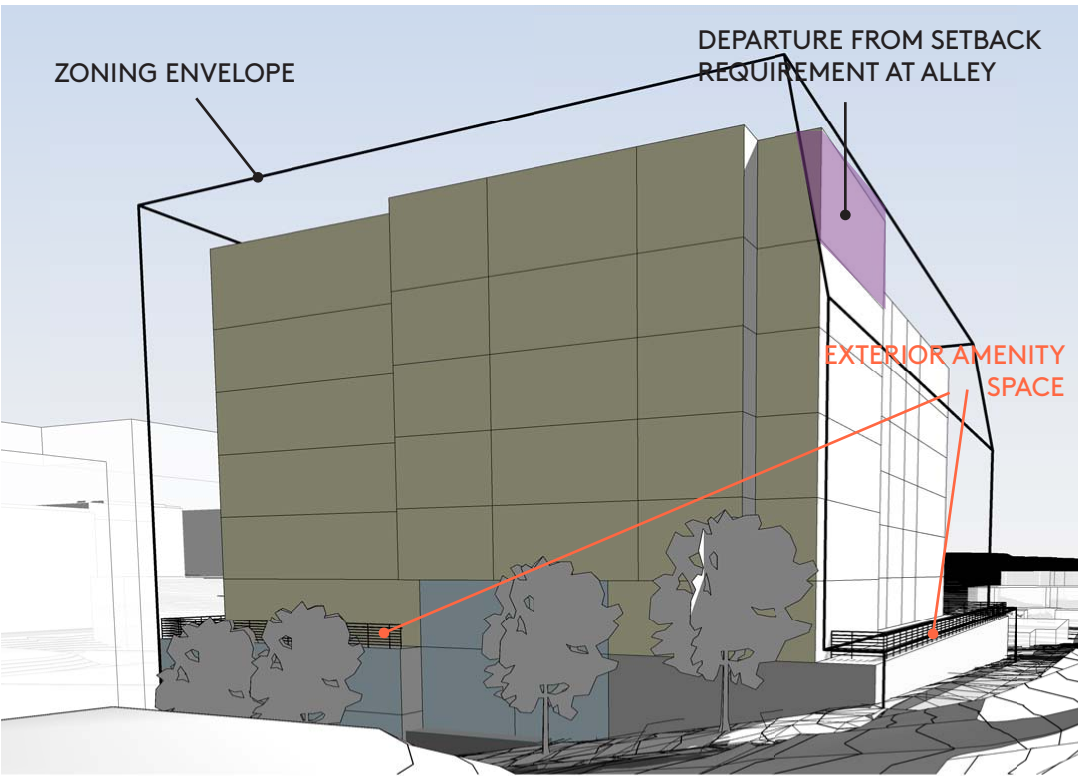 ZONING ENVELOPE
DEPARTURE FROM SETBACK
REQUIREMENT AT ALLEY
EXTERIOR AMENITY
SPACE